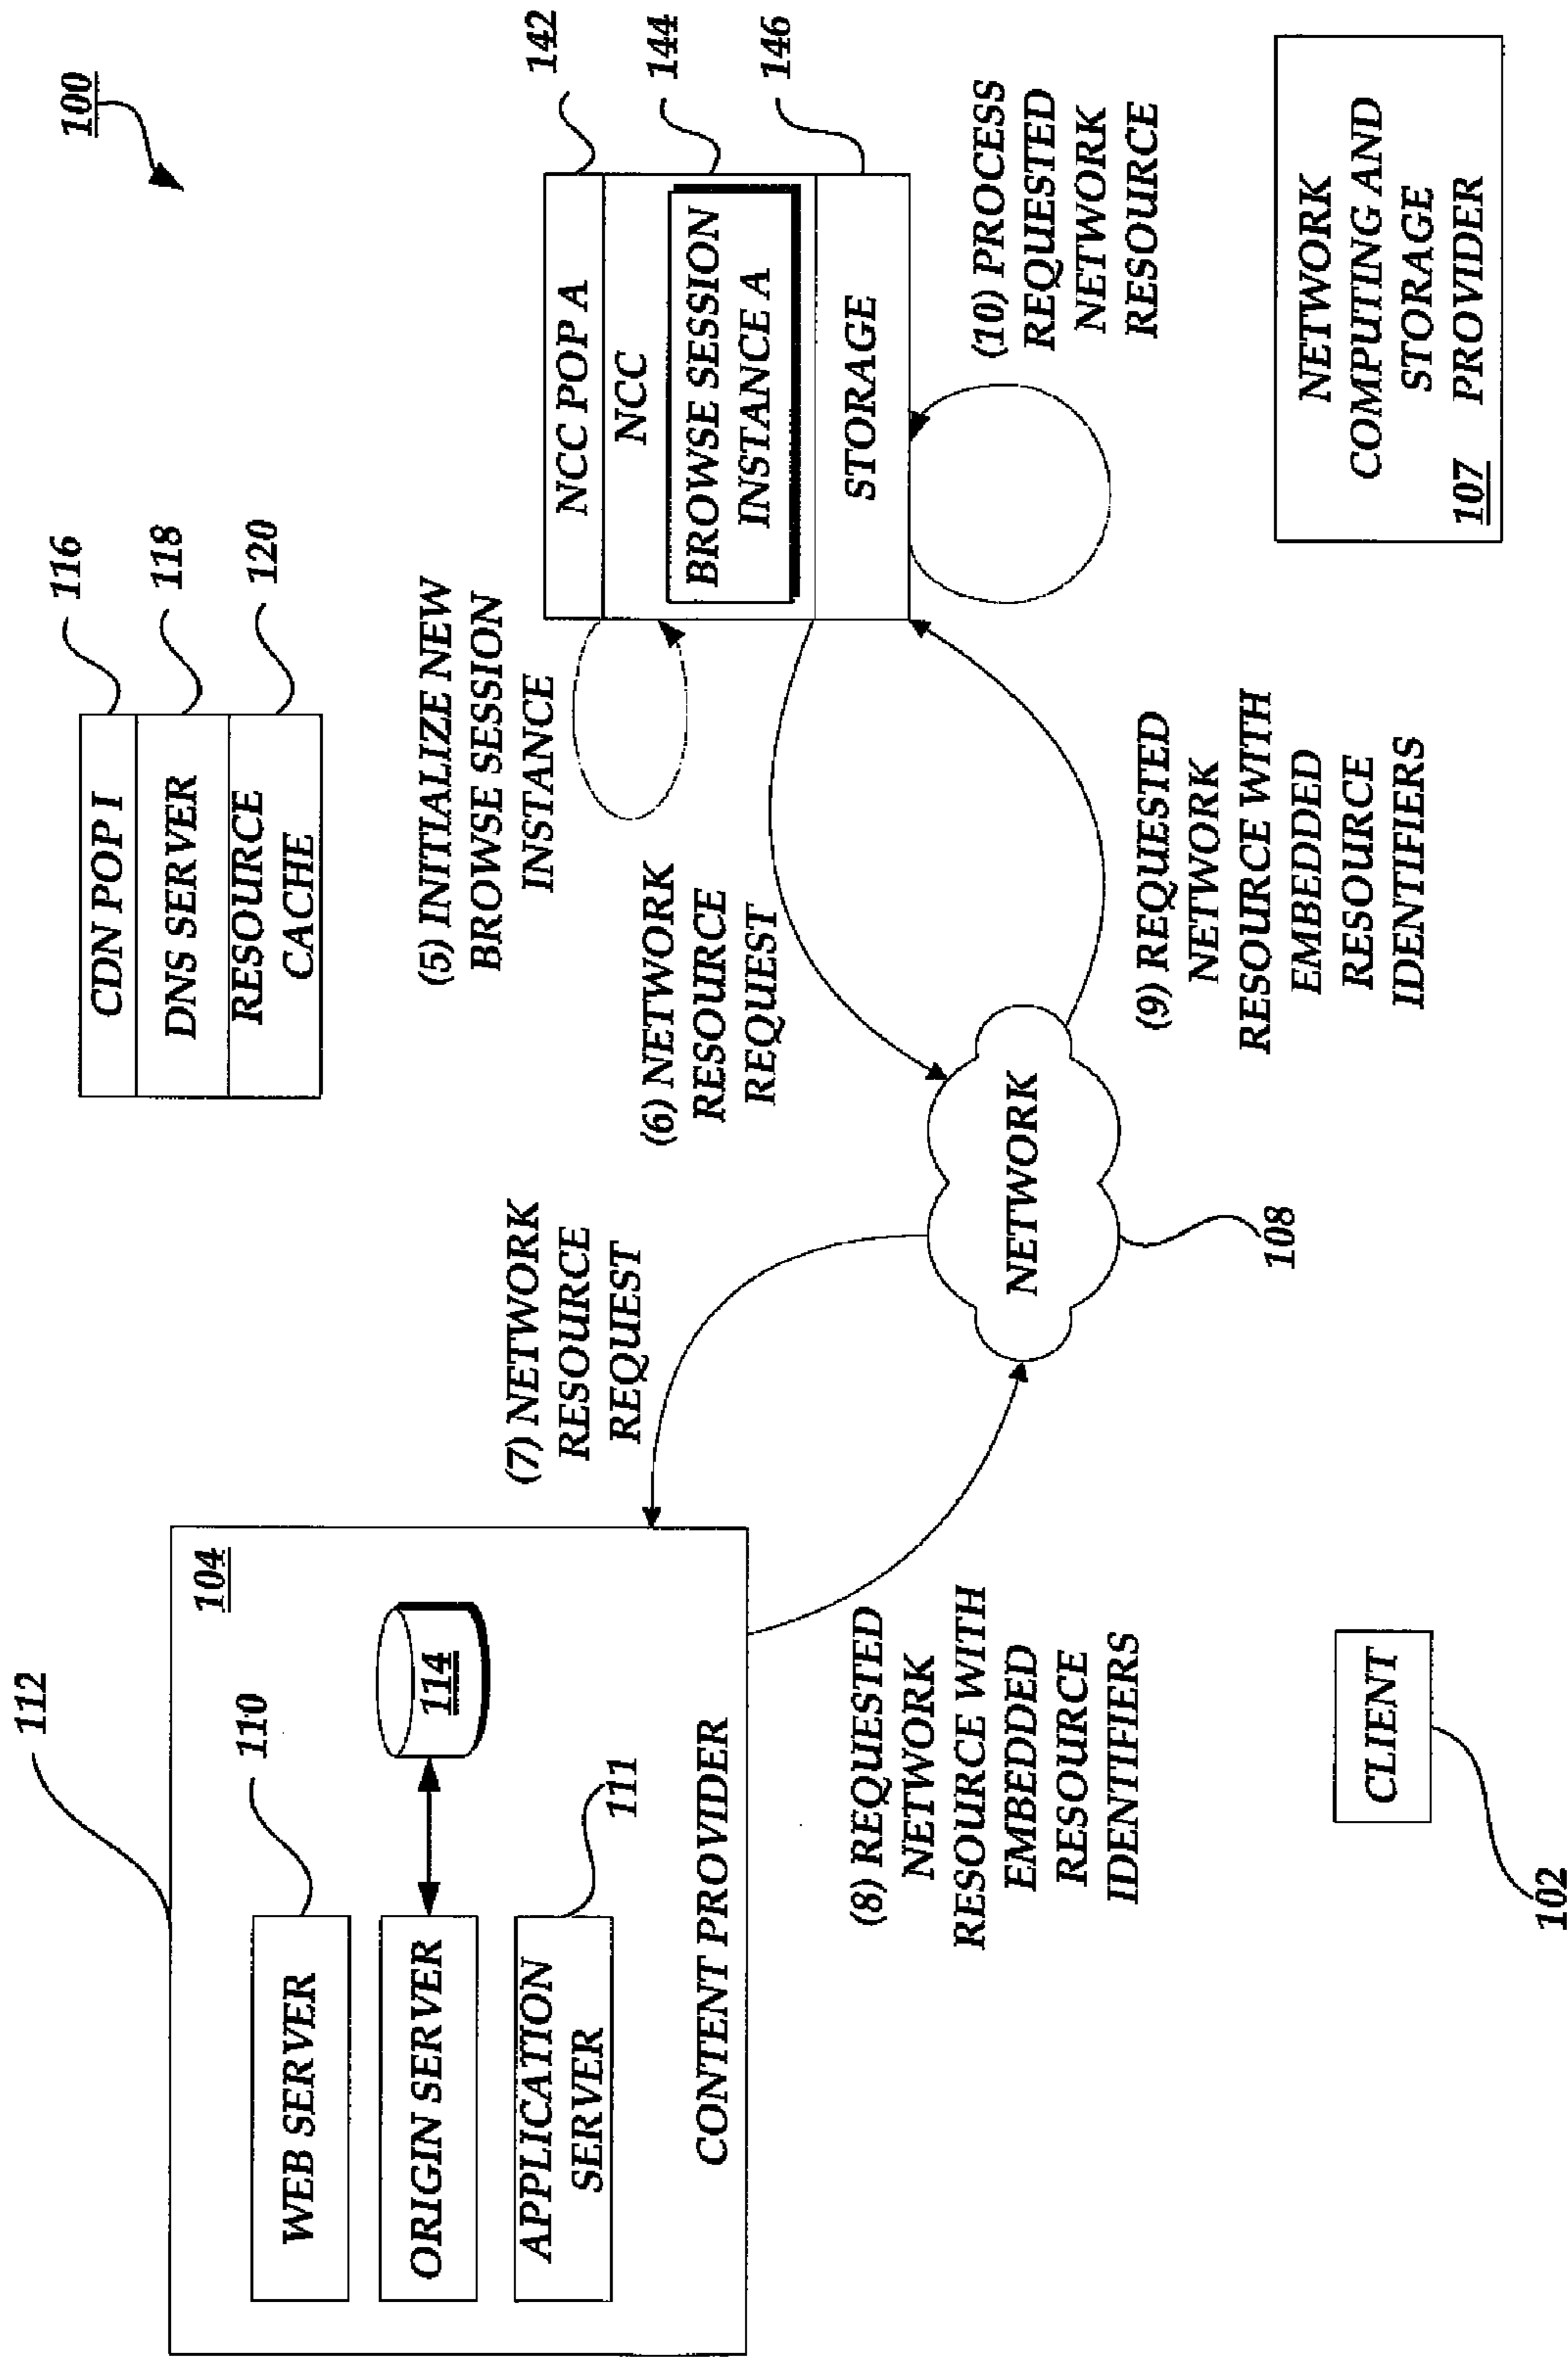 100
112
104
110
WEB SERVER
ORIGIN SERVER
114
APPLICATION
SERVER
111
CONTENT PROVIDER
116
118
120
CDN POP I
DNS SERVER
RESOURCE
CACHE
142
144
146
NCC POP A
NCC
BROWSE SESSION
INSTANCE A
STORAGE
(5) INITIALIZE NEW
BROWSE SESSION
INSTANCE
(6) NETWORK
RESOURCE
REQUEST
(7) NETWORK
RESOURCE
REQUEST
(8) REQUESTED
NETWORK
RESOURCE WITH
EMBEDDED
RESOURCE
IDENTIFIERS
NETWORK
108
(9) REQUESTED
NETWORK
RESOURCE WITH
EMBEDDED
RESOURCE
IDENTIFIERS
(10) PROCESS
REQUESTED
NETWORK
RESOURCE
CLIENT
102
NETWORK
COMPUTING AND
STORAGE
107 PROVIDER